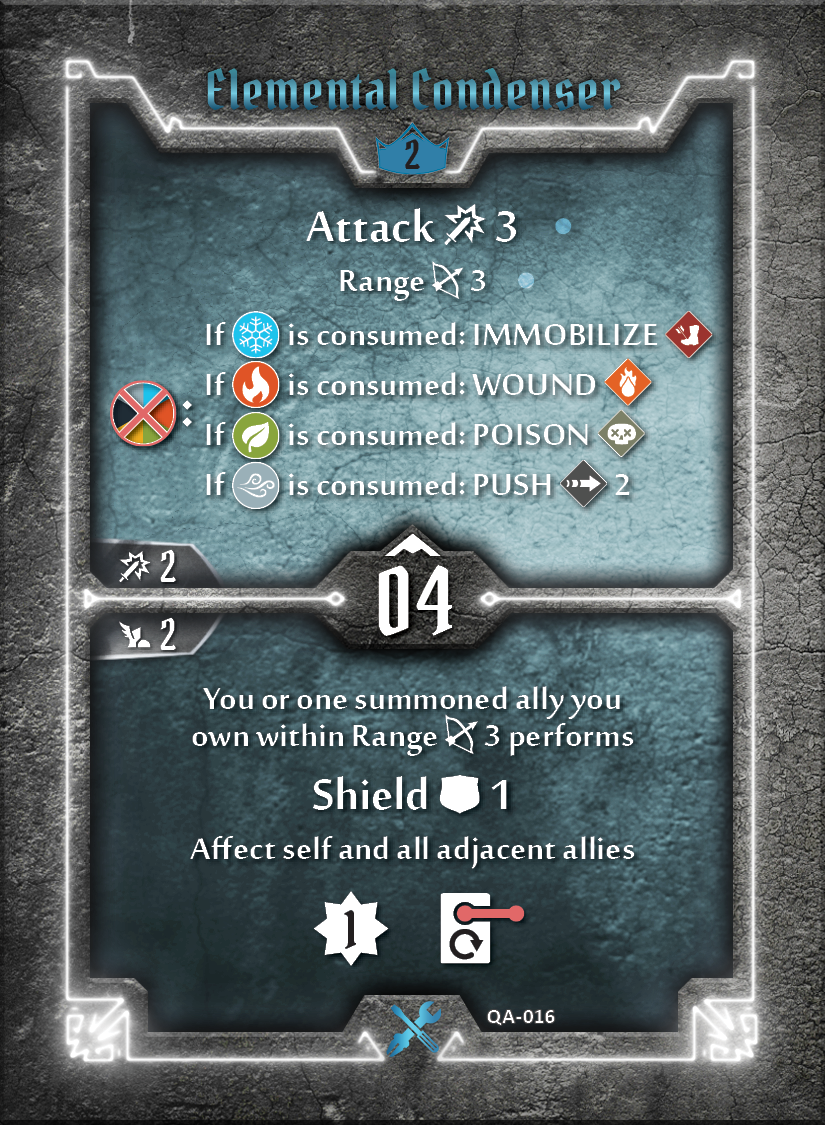 Elemental Condenser
2
Attack 3
Range 3
If is consumed: IMMOBILIZE
If is consumed: WOUND
:
If is consumed: POISON
If is consumed: PUSH 2
2
04
2
You or one summoned ally you
own within Range 3 performs
Shield 1
Affect self and all adjacent allies
1
QA-016